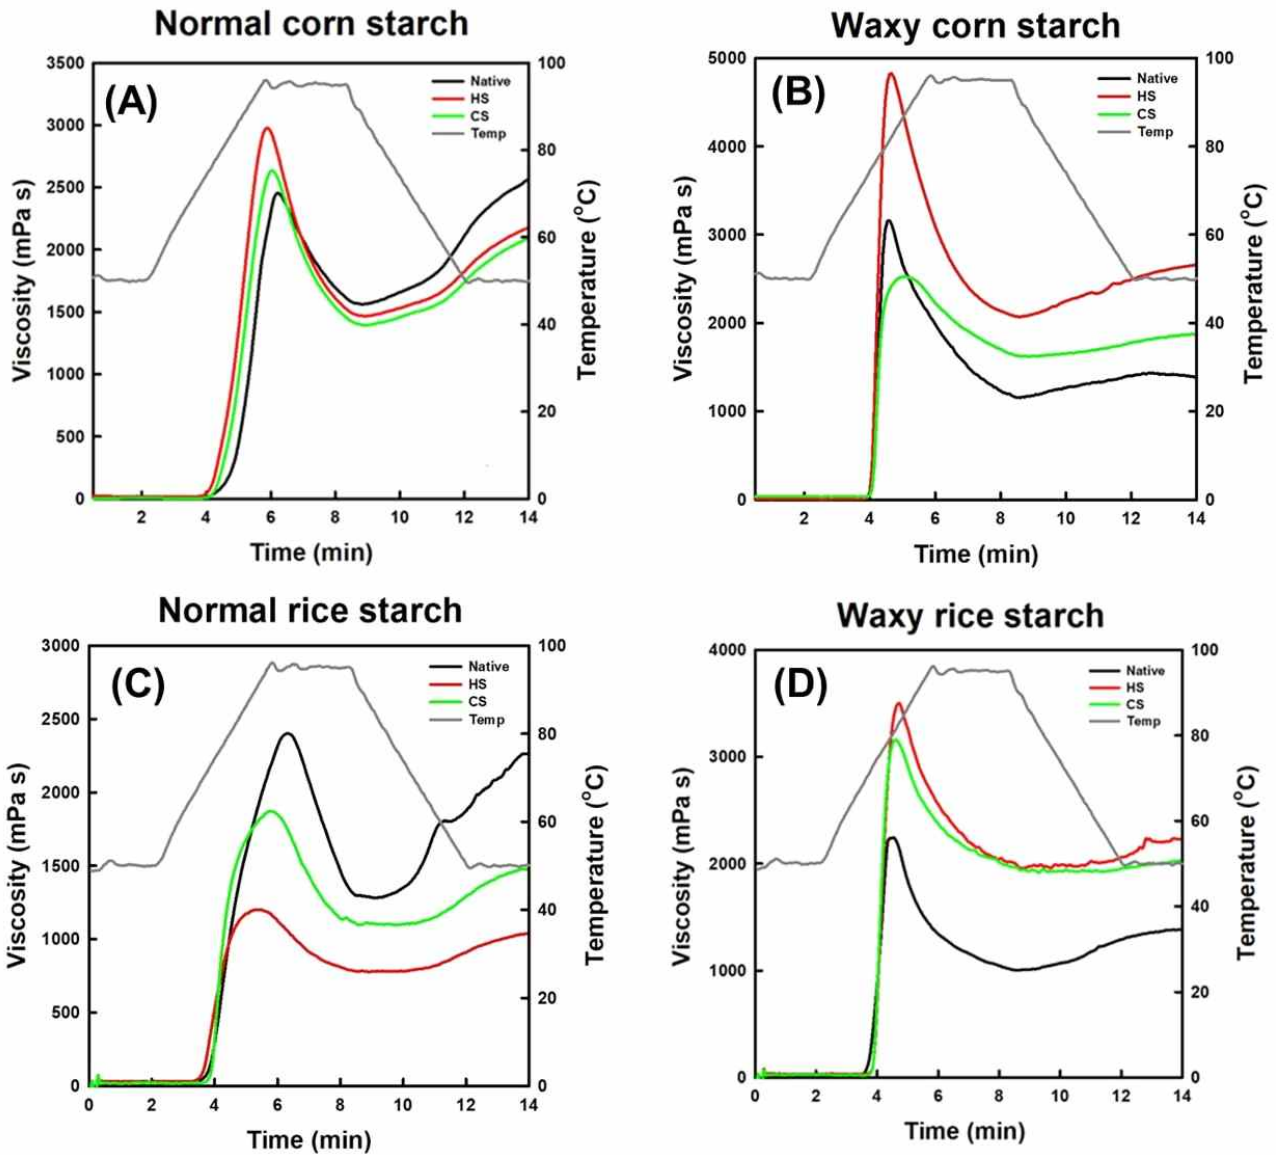 Normal corn starch
(A)
Native
HS
CS
Temp
3500
3000
2500
2000
1500
1000
500
0
100
80
60
40
20
0
2 4 6 8 10 12 14
Viscosity (mPa s)
Temperature (°C)
Time (min)
Waxy corn starch
(B)
Native
HS
CS
Temp
5000
4000
3000
2000
1000
0
100
80
60
40
20
0
2 4 6 8 10 12 14
Viscosity (mPa s)
Temperature (°C)
Time (min)
Normal rice starch
(C)
Native
HS
CS
Temp
3000
2500
2000
1500
1000
500
0
100
80
60
40
20
0
0 2 4 6 8 10 12 14
Viscosity (mPa s)
Temperature (°C)
Time (min)
Waxy rice starch
(D)
Native
HS
CS
Temp
4000
3000
2000
1000
0
100
80
60
40
20
0
0 2 4 6 8 10 12 14
Viscosity (mPa s)
Temperature (°C)
Time (min)